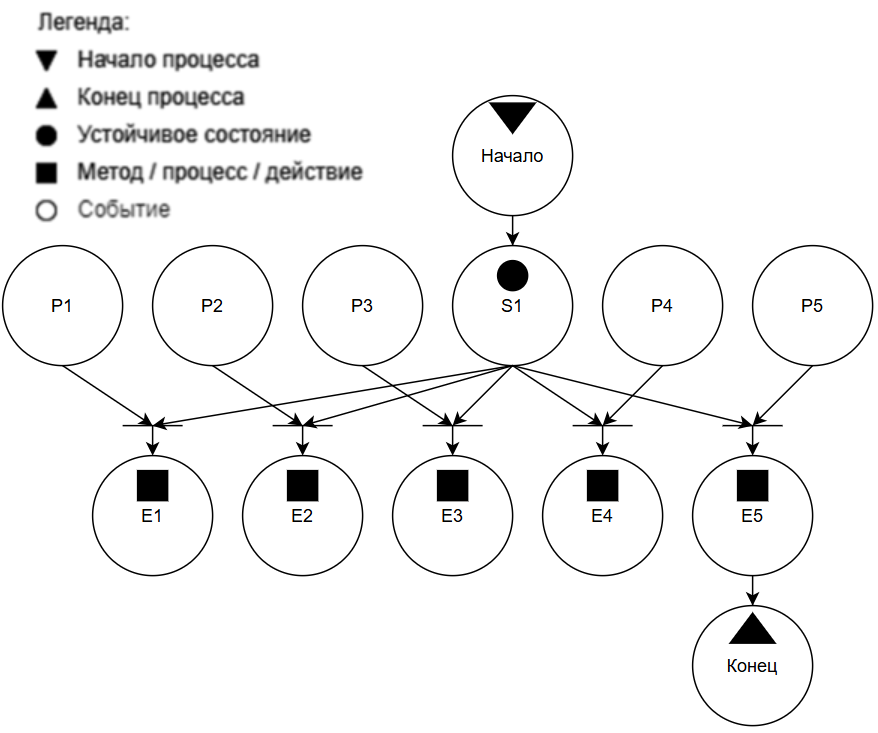 Легенда:
Начало процесса
Конец процесса
Устойчивое состояние
Метод / процесс / действие
Событие
Начало
P1
P2
P3
S1
P4
P5
E1
E2
E3
E4
E5
Конец